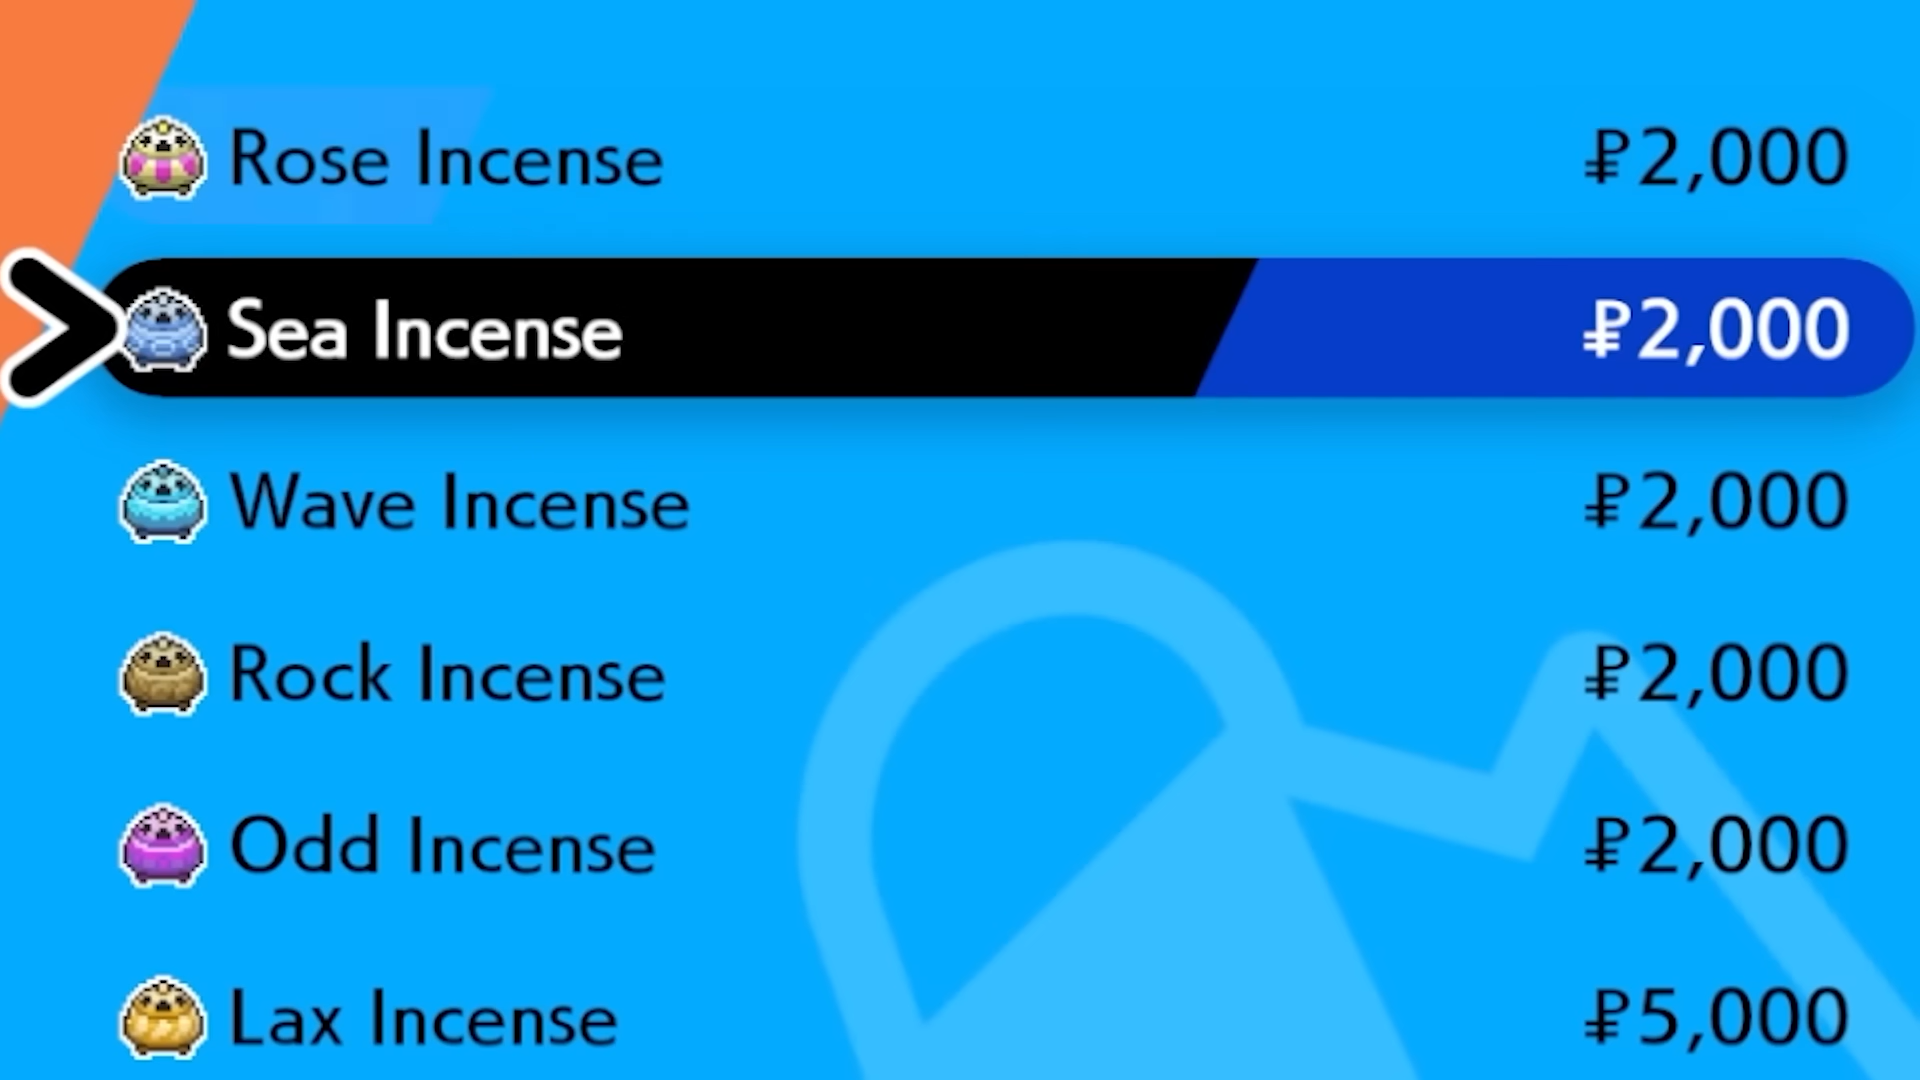 Rose Incense ₽2,000
Sea Incense ₽2,000
Wave Incense ₽2,000
Rock Incense ₽2,000
Odd Incense ₽2,000
Lax Incense ₽5,000